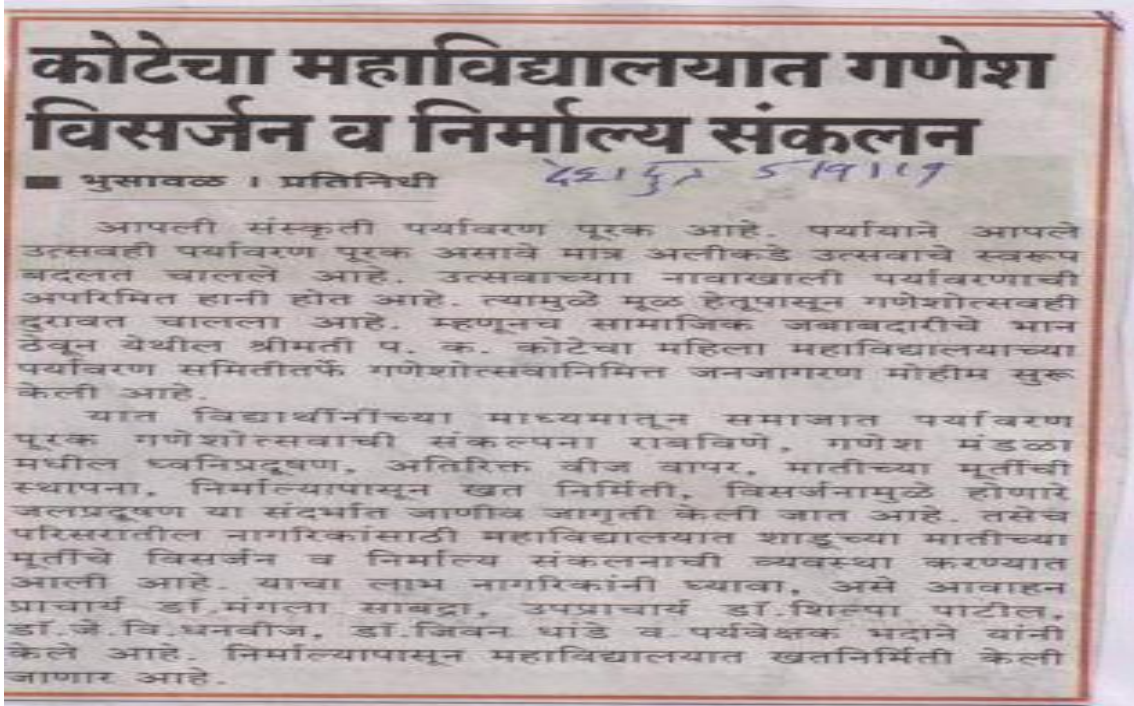 कोटेचा महाविद्यालयात गणेश
विसर्जन व निर्माल्य संकलन
■ भुसावळ । प्रतिनिधी देशदूत 5/9/19
आपली संस्कृती पर्यावरण पूरक आहे. पर्यायाने आपले
उत्सवही पर्यावरण पूरक असावे मात्र अलीकडे उत्सवाचे स्वरूप
बदलत चालले आहे. उत्सवाच्याा नावाखाली पर्यावरणाची
अपरिमित हानी होत आहे. त्यामुळे मूळ हेतूपासून गणेशोत्सवही
दुरावत चालला आहे. म्हणूनच सामाजिक जबाबदारीचे भान
ठेवून येथील श्रीमती प. क. कोटेचा महिला महाविद्यालयाच्या
पर्यावरण समितीतर्फे गणेशोत्सवानिमित्त जनजागरण मोहीम सुरू
केली आहे.
यात विद्यार्थीनींच्या माध्यमातून समाजात पर्यावरण
पूरक गणेशोत्सवाची संकल्पना राबविणे, गणेश मंडळा
मधील ध्वनिप्रदूषण, अतिरिक्त वीज वापर, मातीच्या मूर्तीची
स्थापना, निर्माल्यापासून खत निर्मिती, विसर्जनामुळे होणारे
जलप्रदूषण या संदर्भात जाणीव जागृती केली जात आहे. तसेच
परिसरातील नागरिकांसाठी महाविद्यालयात शाडूच्या मातीच्या
मूर्तीचे विसर्जन व निर्माल्य संकलनाची व्यवस्था करण्यात
आली आहे. याचा लाभ नागरिकांनी घ्यावा, असे आवाहन
प्राचार्य डॉ.मंगला साबद्रा, उपप्राचार्य डॉ.शिल्पा पाटील,
डॉ.जे.वि.धनवीज, डॉ.जिवन धांडे व पर्यवेक्षक भदाने यांनी
केले आहे. निर्माल्यापासून महाविद्यालयात खतनिर्मिती केली
जाणार आहे.